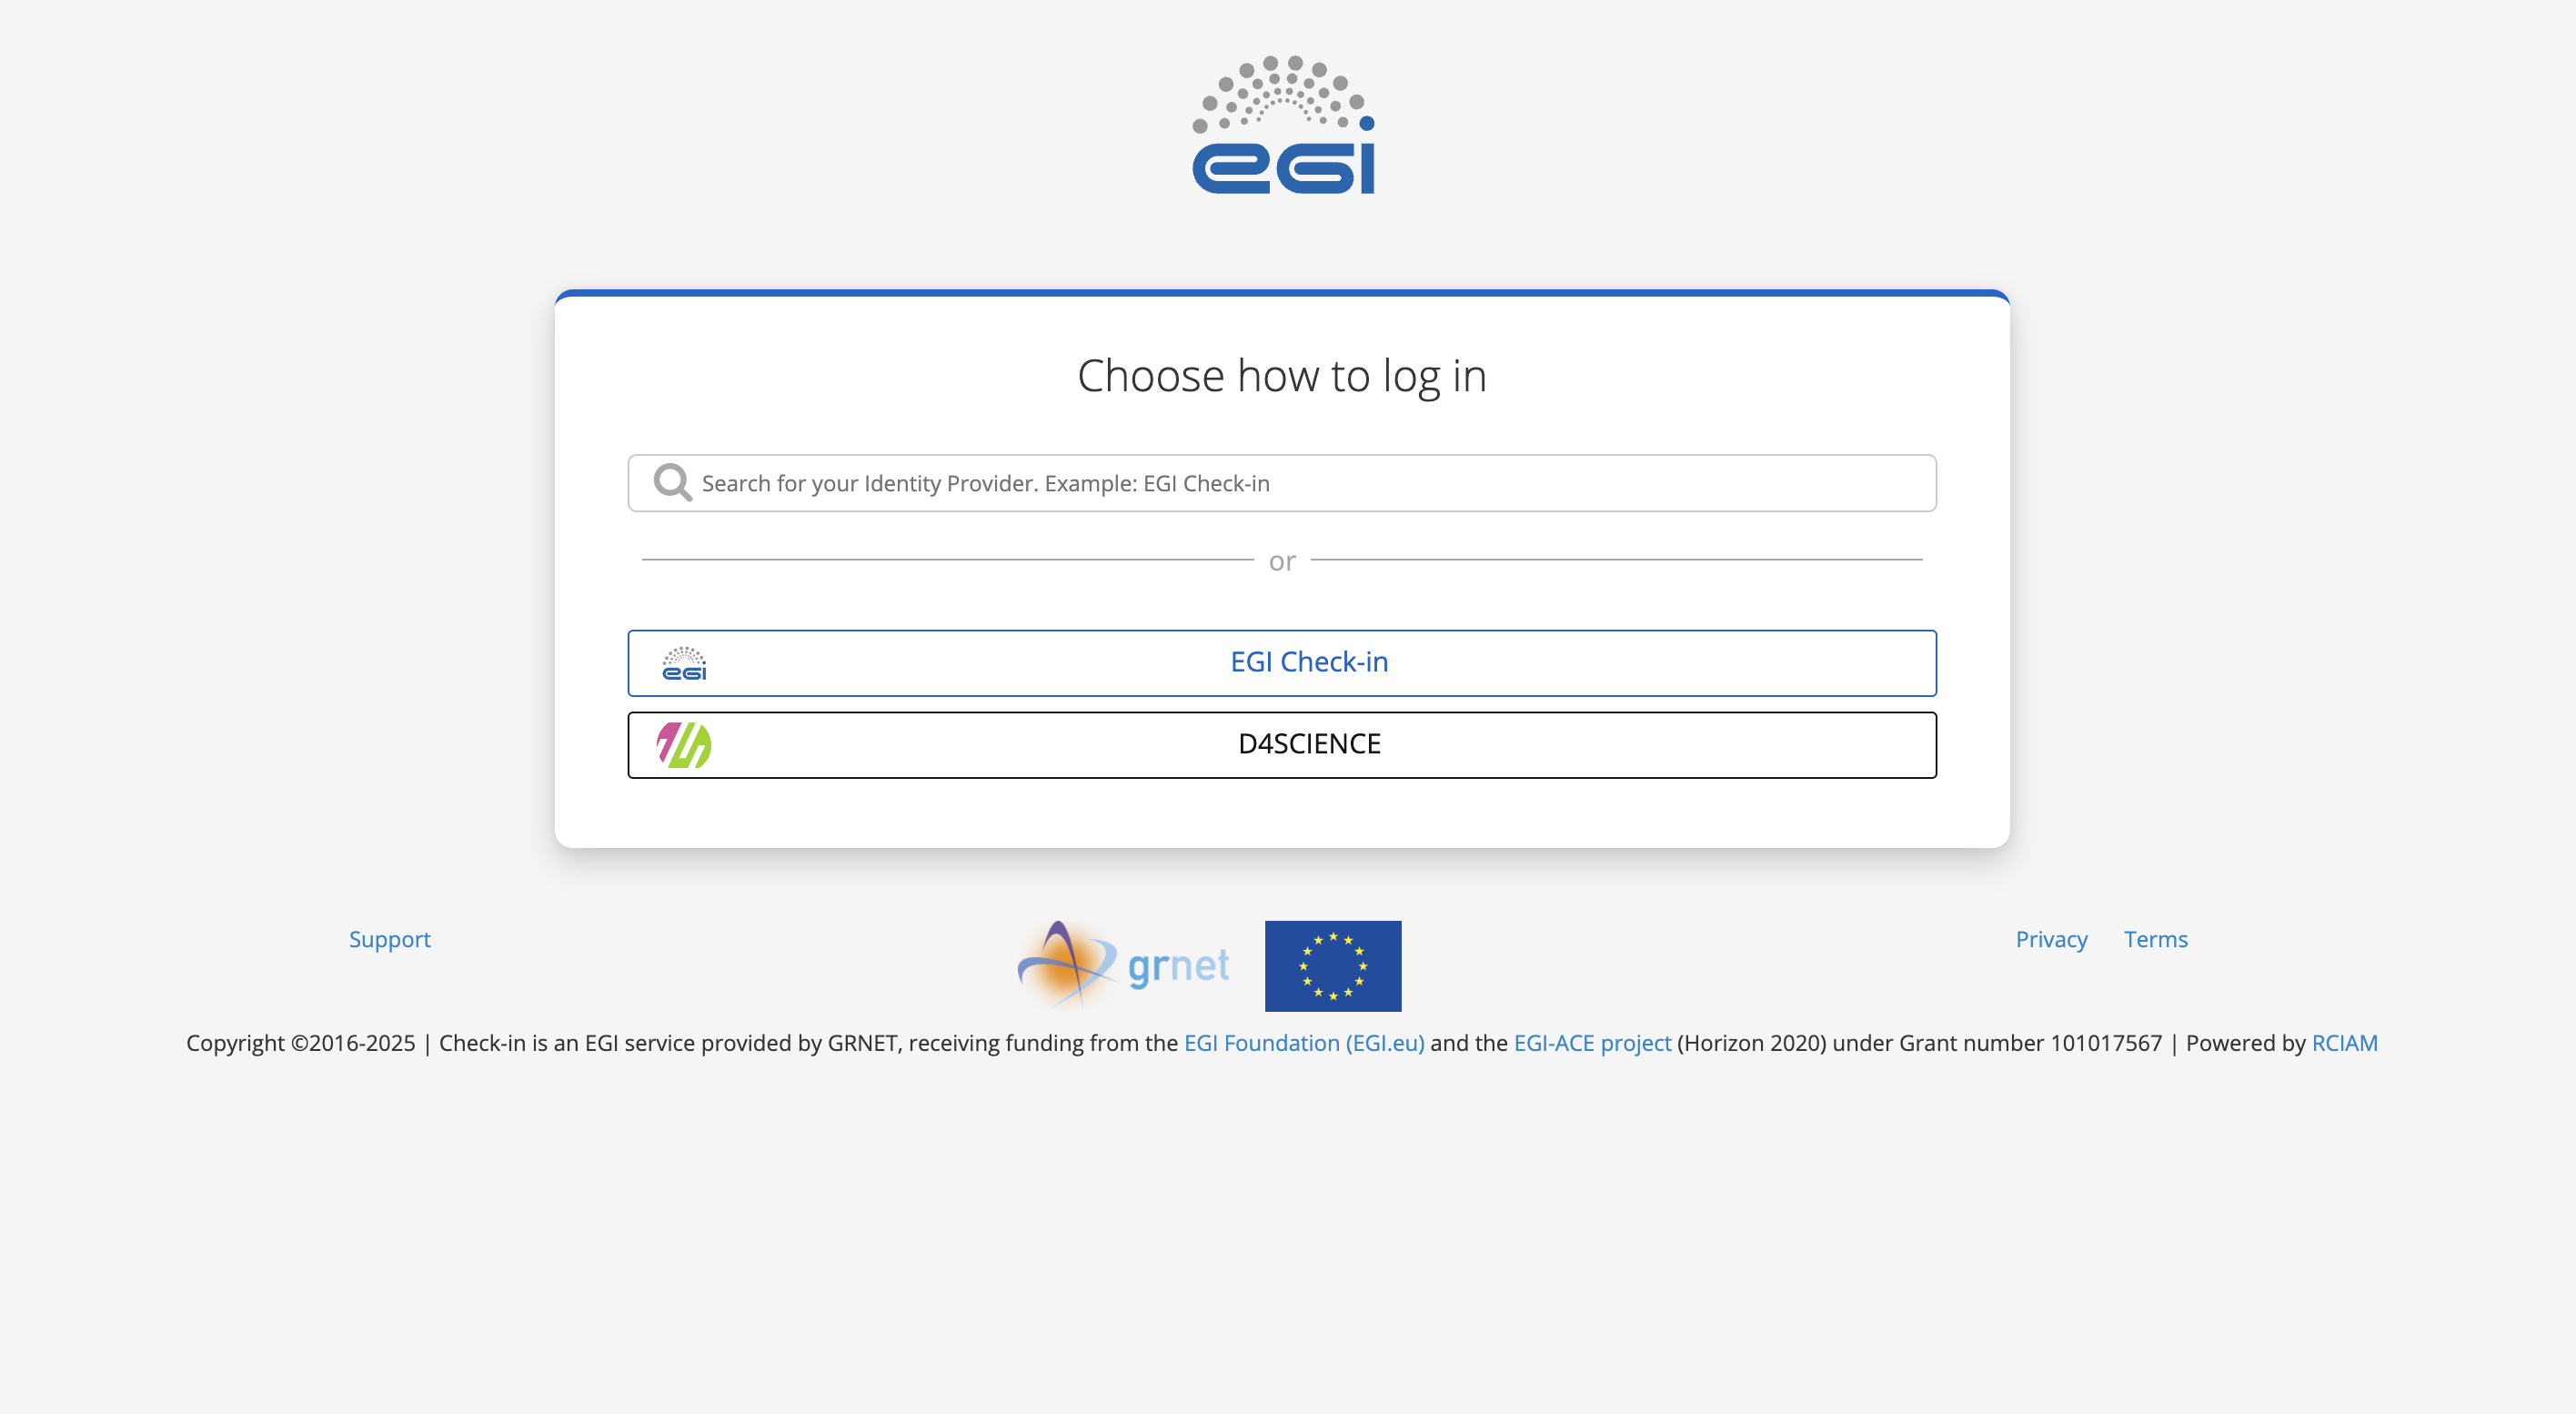 egi
Choose how to log in
Search for your Identity Provider. Example: EGI Check-in
or
egi EGI Check-in
D4SCIENCE
Support
grnet
Privacy Terms
Copyright ©2016-2025 | Check-in is an EGI service provided by GRNET, receiving funding from the EGI Foundation (EGI.eu) and the EGI-ACE project (Horizon 2020) under Grant number 101017567 | Powered by RCIAM